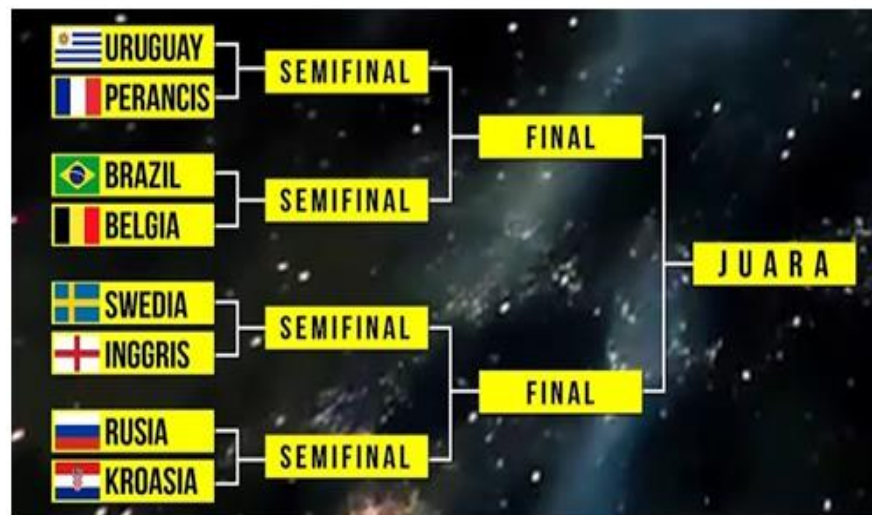 URUGUAY
PERANCIS
SEMIFINAL
BRAZIL
BELGIA
SEMIFINAL
FINAL
SWEDIA
INGGRIS
SEMIFINAL
RUSIA
KROASIA
SEMIFINAL
FINAL
JUARA